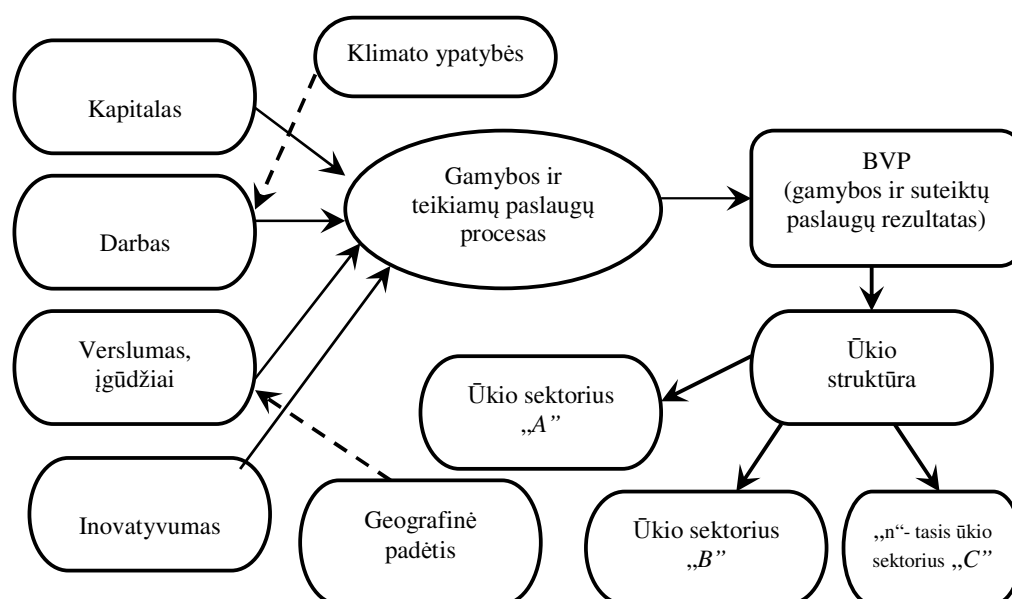 Klimato ypatybės
Kapitalas
Gamybos ir
teikiamų paslaugų
procesas
BVP
(gamybos ir suteiktų
paslaugų rezultatas)
Darbas
Verslumas,
įgūdžiai
Ūkio
struktūra
Ūkio sektorius
„A”
Inovatyvumas
Geografinė
padėtis
Ūkio sektorius
„B”
„n“- tasis ūkio
sektorius „C”